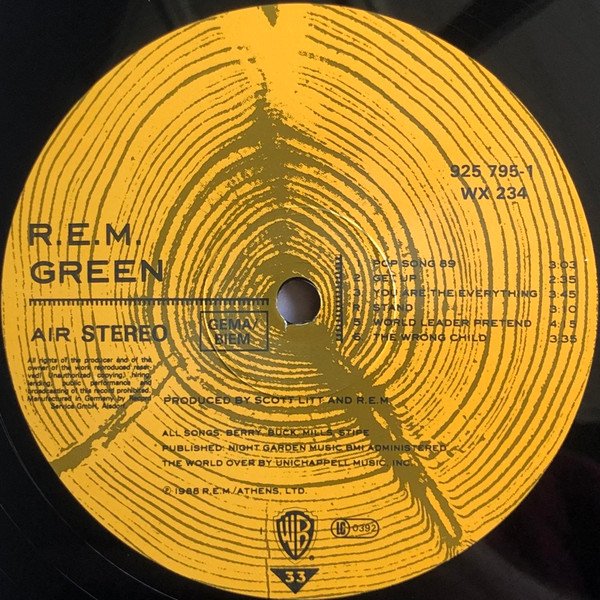 925 795-1
WX 234
R.E.M.
GREEN
AIR STEREO
GEMA/
BIEM
POP SONG 89 3:03
2. GET UP 2:35
YOU ARE THE EVERYTHING 3:45
STAND 3:10
5. WORLD LEADER PRETEND 4:15
6. THE WRONG CHILD 3:35
All rights of the producer and of the
owner of the work reproduced reser-
ved! Unauthorized copying, hiring,
lending, public performance and
broadcasting of this record prohibited.
Manufactured in Germany by Record
Service GmbH, Alsdorf
PRODUCED BY SCOTT LITT AND R.E.M.
ALL SONGS: BERRY, BUCK, MILLS, STIPE
PUBLISHED: NIGHT GARDEN MUSIC BMI ADMINISTERED
THE WORLD OVER BY UNICHAPPELL MUSIC, INC.
℗ 1988 R.E.M./ATHENS, LTD.
WB
LC 0392
33